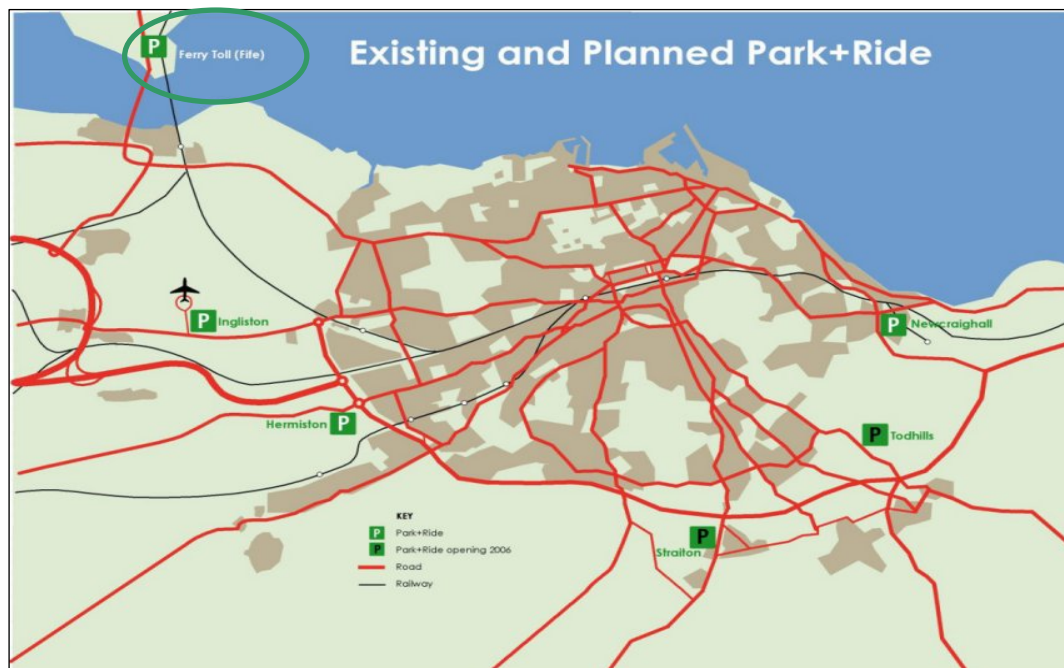 Existing and Planned Park+Ride
P Ferry Toll (Fife)
P Ingliston
P Newcraighall
Hermiston P
P Todhills
P
Straiton
KEY
P Park+Ride
P Park+Ride opening 2006
Road
Railway